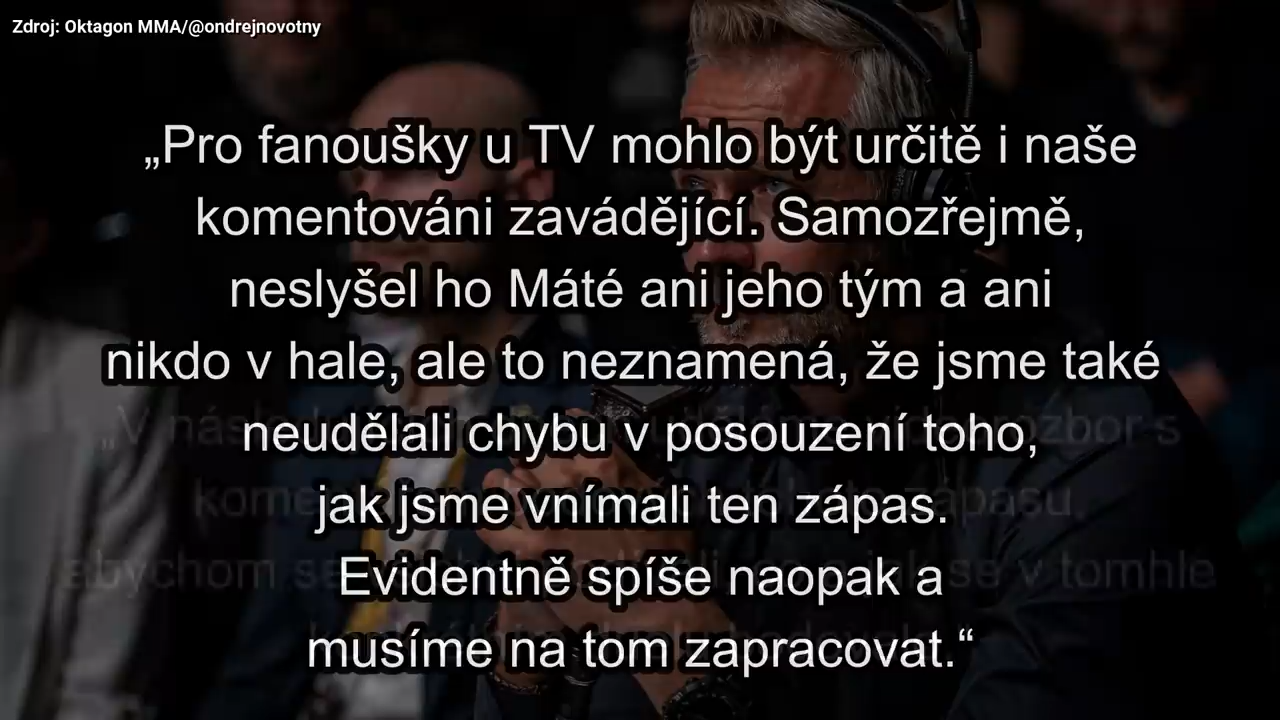 Zdroj: Oktagon MMA/@ondrejnovotny
„Pro fanoušky u TV mohlo být určitě i naše
komentováni zavádějící. Samozřejmě,
neslyšel ho Máté ani jeho tým a ani
nikdo v hale, ale to neznamená, že jsme také
neudělali chybu v posouzení toho,
jak jsme vnímali ten zápas.
Evidentně spíše naopak a
musíme na tom zapracovat.“